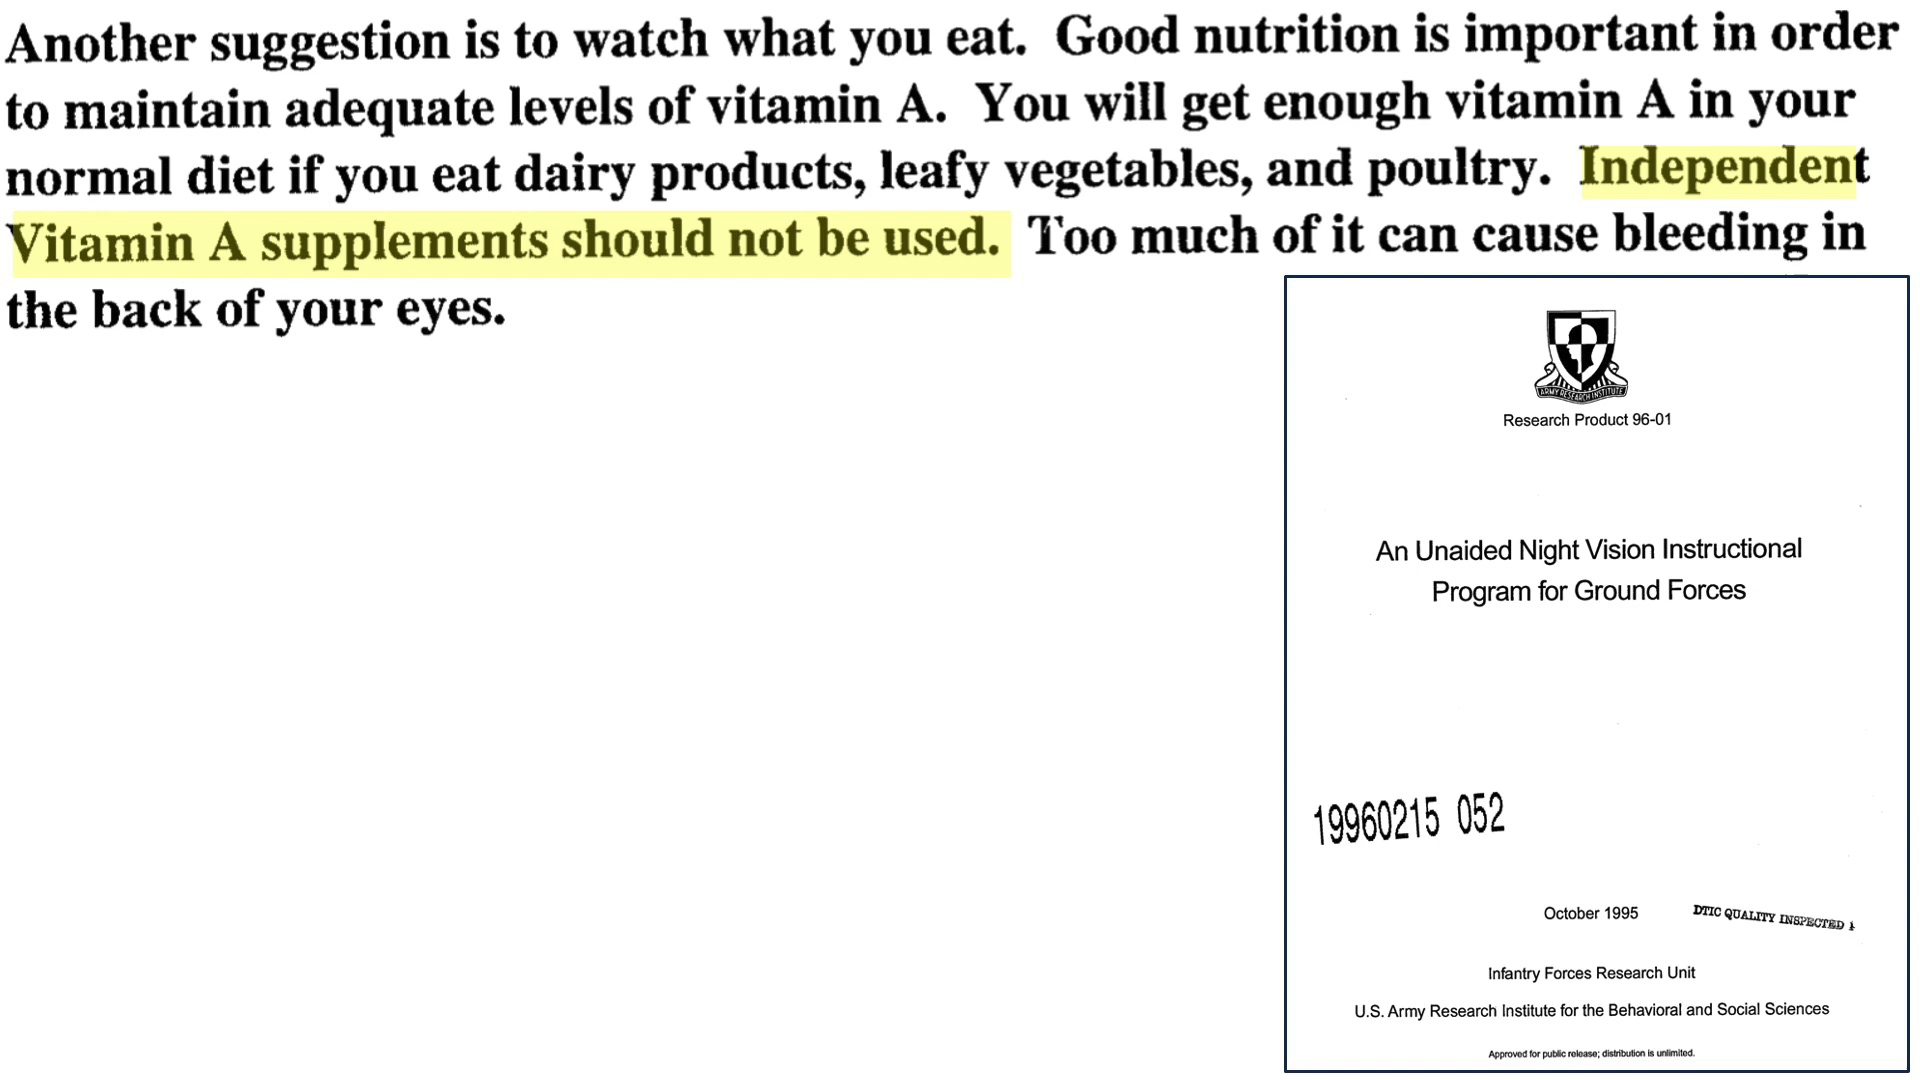 Another suggestion is to watch what you eat.  Good nutrition is important in order
to maintain adequate levels of vitamin A.  You will get enough vitamin A in your
normal diet if you eat dairy products, leafy vegetables, and poultry.  Independent
Vitamin A supplements should not be used.  Too much of it can cause bleeding in
the back of your eyes.
ARMY RESEARCH INSTITUTE
Research Product 96-01
An Unaided Night Vision Instructional
Program for Ground Forces
19960215 052
October 1995
DTIC QUALITY INSPECTED 1
Infantry Forces Research Unit
U.S. Army Research Institute for the Behavioral and Social Sciences
Approved for public release; distribution is unlimited.